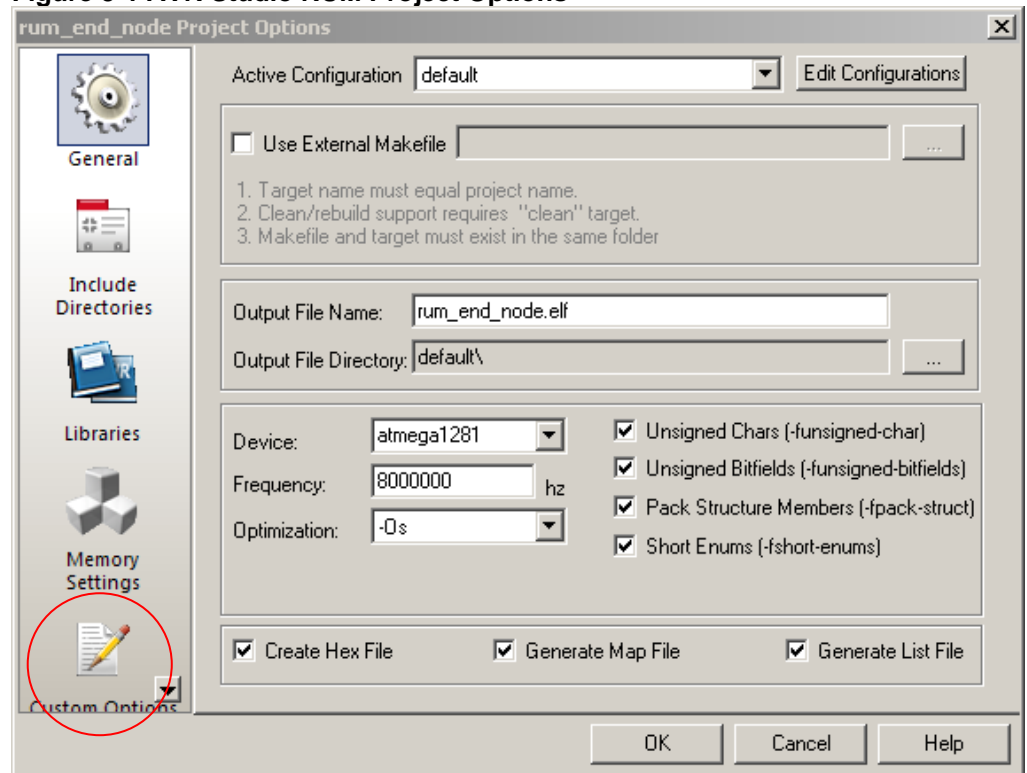 rum_end_node Project Options
General
Include
Directories
Libraries
Memory
Settings
Custom Options
Active Configuration default Edit Configurations
Use External Makefile ...
1. Target name must equal project name.
2. Clean/rebuild support requires "clean" target.
3. Makefile and target must exist in the same folder
Output File Name: rum_end_node.elf
Output File Directory: default\ ...
Device: atmega1281
Frequency: 8000000 hz
Optimization: -Os
Unsigned Chars (-funsigned-char)
Unsigned Bitfields (-funsigned-bitfields)
Pack Structure Members (-fpack-struct)
Short Enums (-fshort-enums)
Create Hex File Generate Map File Generate List File
OK Cancel Help